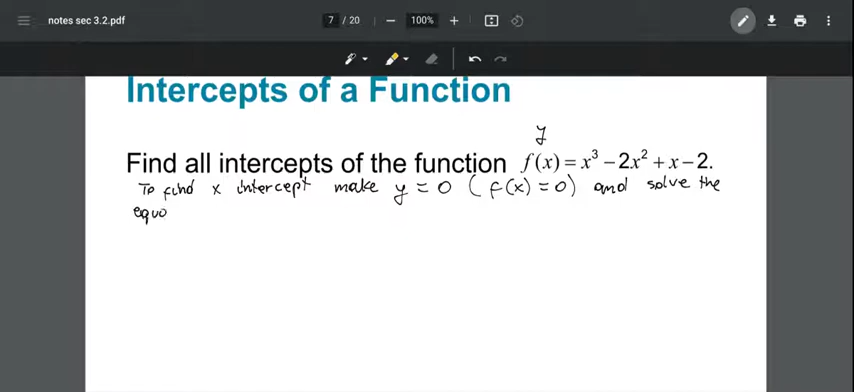 notes sec 3.2.pdf
7 / 20
100%
Intercepts of a Function
y
Find all intercepts of the function f(x) = x³ − 2x² + x − 2.
To find x intercept make y = 0 ( f(x) = 0 ) and solve the
equa